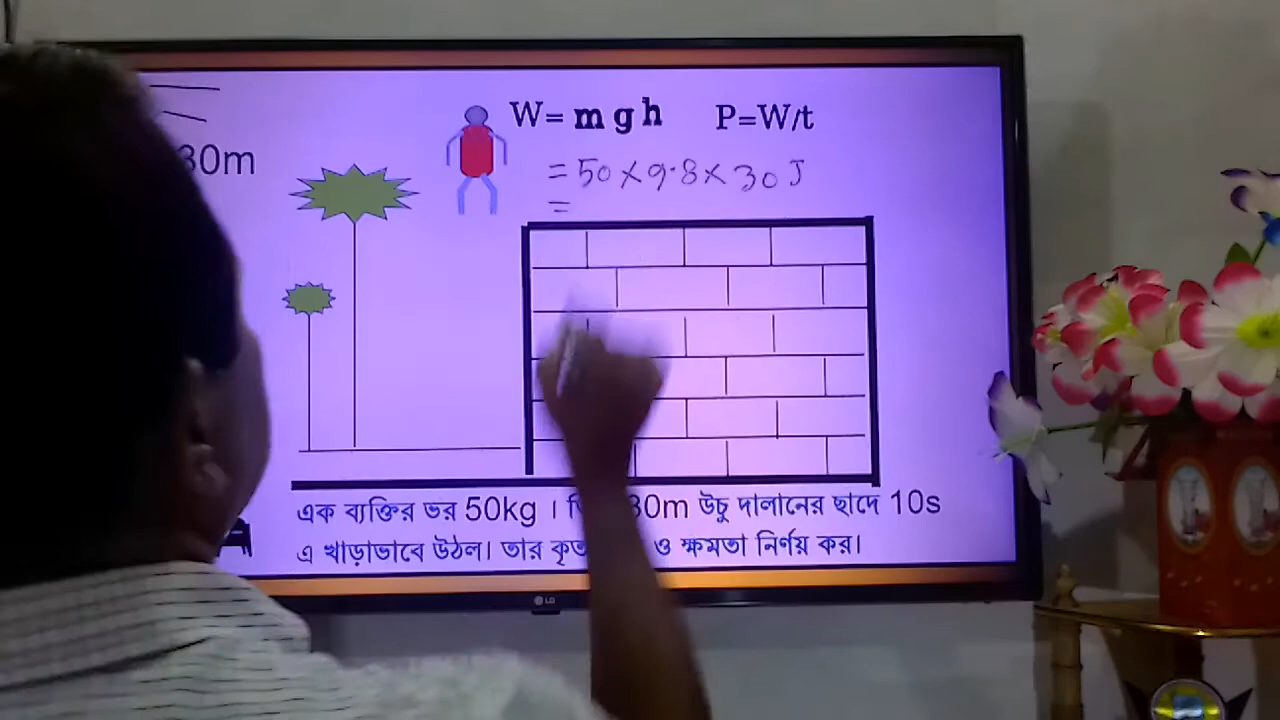 W= m g h P=W/t
30m
=50×9.8×30 J
=
এক ব্যক্তির ভর 50kg । 30m উচু দালানের ছাদে 10s
এ খাড়াভাবে উঠল। তার ও ক্ষমতা নির্ণয় কর।
LG